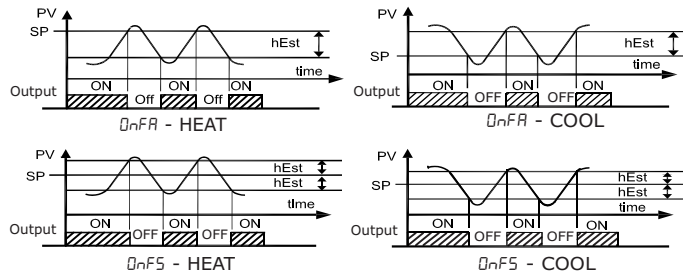 PV
SP
hEst
time
ON Off ON Off ON
Output
OnFA - HEAT
PV
SP
hEst
time
ON OFF ON OFF ON
Output
OnFA - COOL
PV
SP
hEst
hEst
time
ON OFF ON OFF ON
Output
OnFS - HEAT
PV
SP
hEst
hEst
time
ON OFF ON OFF ON
Output
OnFS - COOL